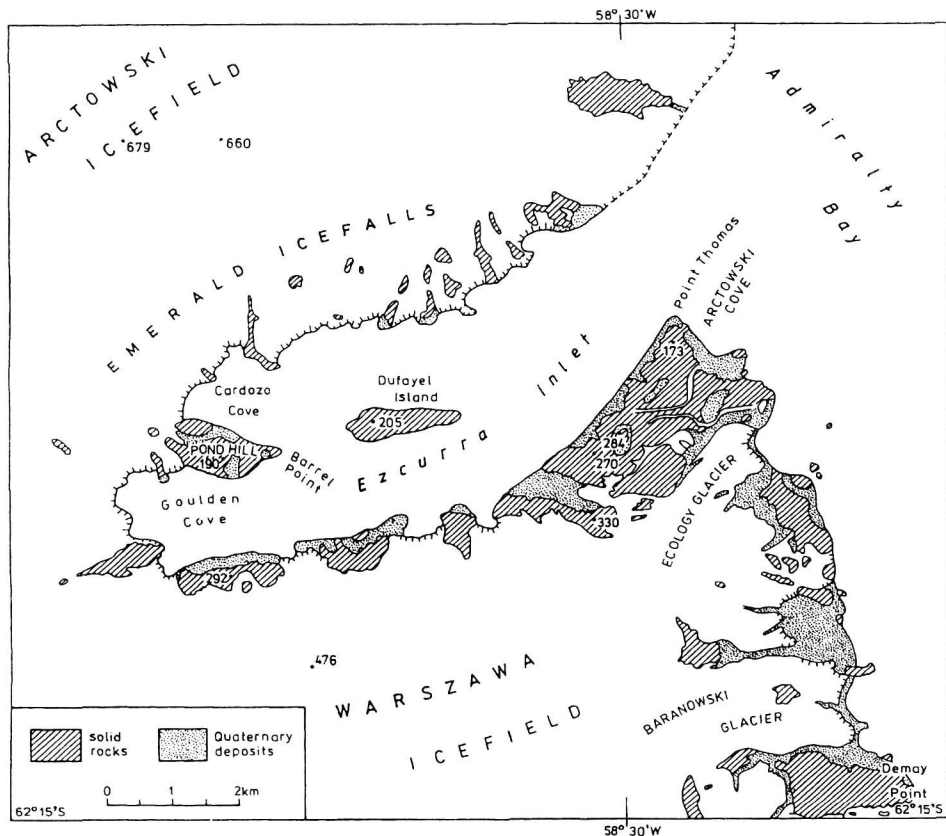 58°30'W
ARCTOWSKI
ICEFIELD
679
660
Admiralty
Bay
EMERALD ICEFALLS
Point Thomas
ARCTOWSKI
COVE
173
Cardozo
Cove
Dufayel
Island
205
Ezcurra Inlet
POND HILL
190
Barrel
Point
284
270
Goulden
Cove
330
ECOLOGY GLACIER
292
476
WARSZAWA
ICEFIELD
BARANOWSKI
GLACIER
solid
rocks
Quaternary
deposits
0 1 2km
Demay
Point
62°15'S
62°15'S
58°30'W